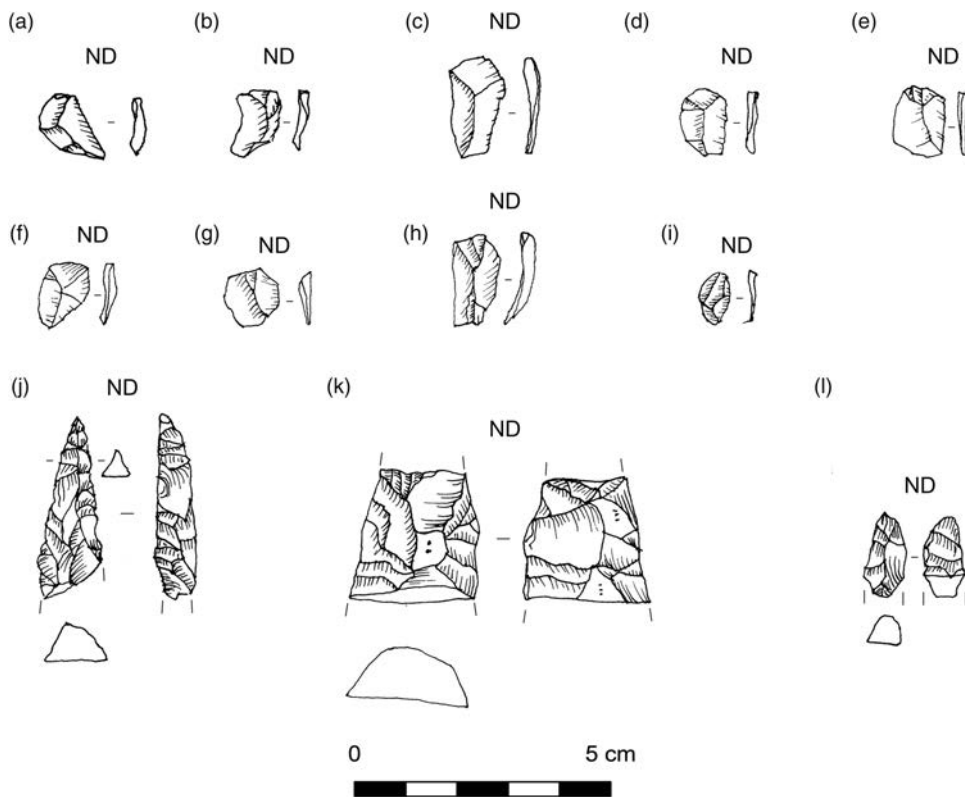 (a) (b) (c) (d) (e)
ND ND ND ND ND
(f) (g) (h) (i)
ND ND ND ND
(j) (k) (l)
ND ND ND
0 5 cm